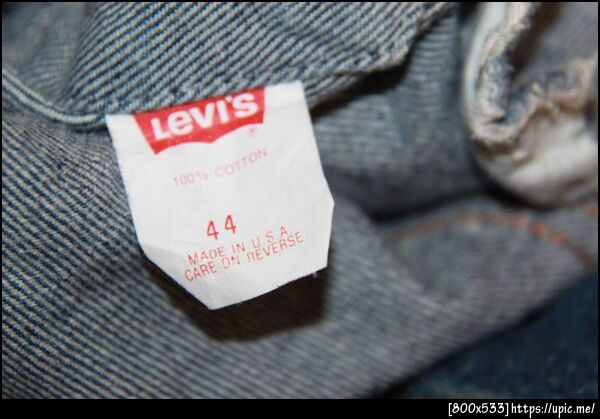 LEVI'S
®
100% COTTON
44
MADE IN U.S.A
CARE ON REVERSE
[800x533]https://upic.me/